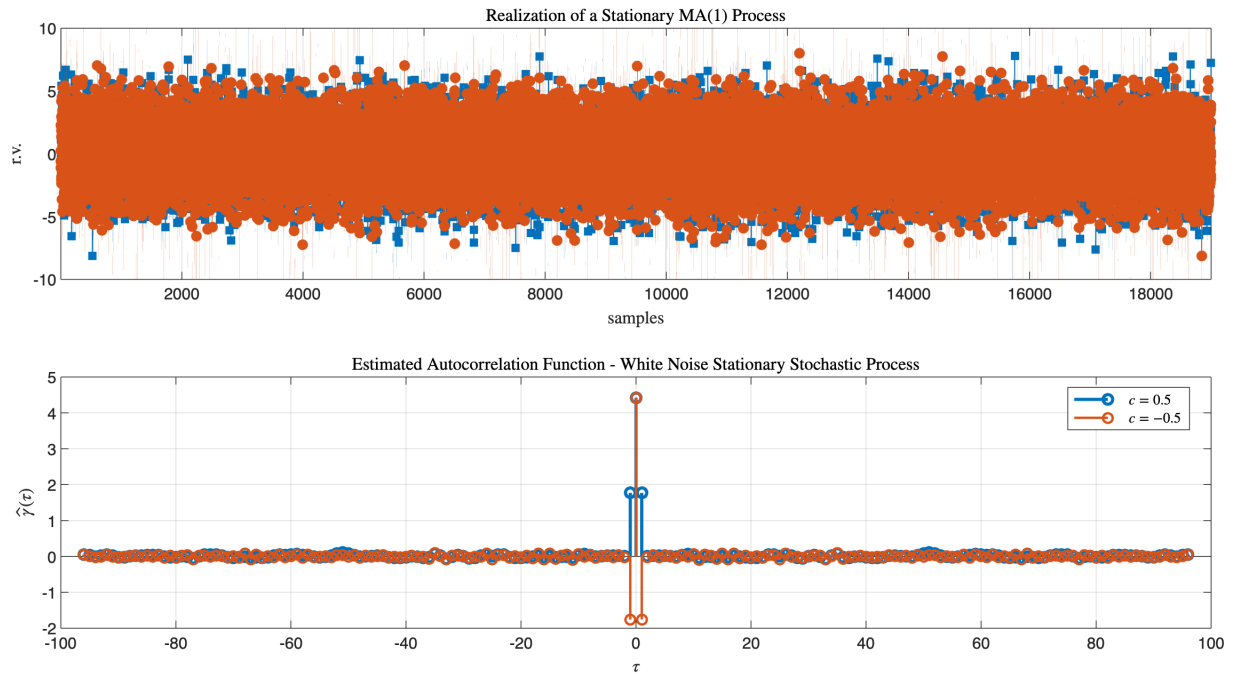 Realization of a Stationary MA(1) Process
10
5
0
-5
-10
r.v.
2000 4000 6000 8000 10000 12000 14000 16000 18000
samples
Estimated Autocorrelation Function - White Noise Stationary Stochastic Process
5
4
3
2
1
0
-1
-2
γ̂(τ)
c = 0.5
c = −0.5
-100 -80 -60 -40 -20 0 20 40 60 80 100
τ